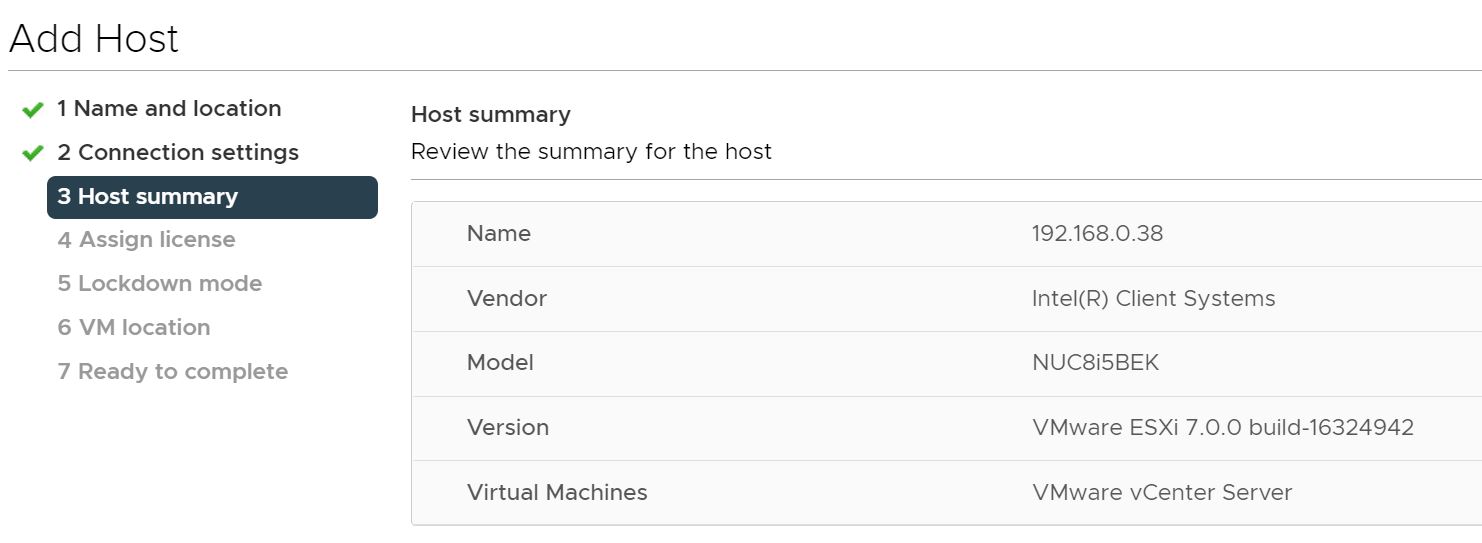 Add Host
1 Name and location
2 Connection settings
3 Host summary
4 Assign license
5 Lockdown mode
6 VM location
7 Ready to complete
Host summary
Review the summary for the host
Name 192.168.0.38
Vendor Intel(R) Client Systems
Model NUC8i5BEK
Version VMware ESXi 7.0.0 build-16324942
Virtual Machines VMware vCenter Server